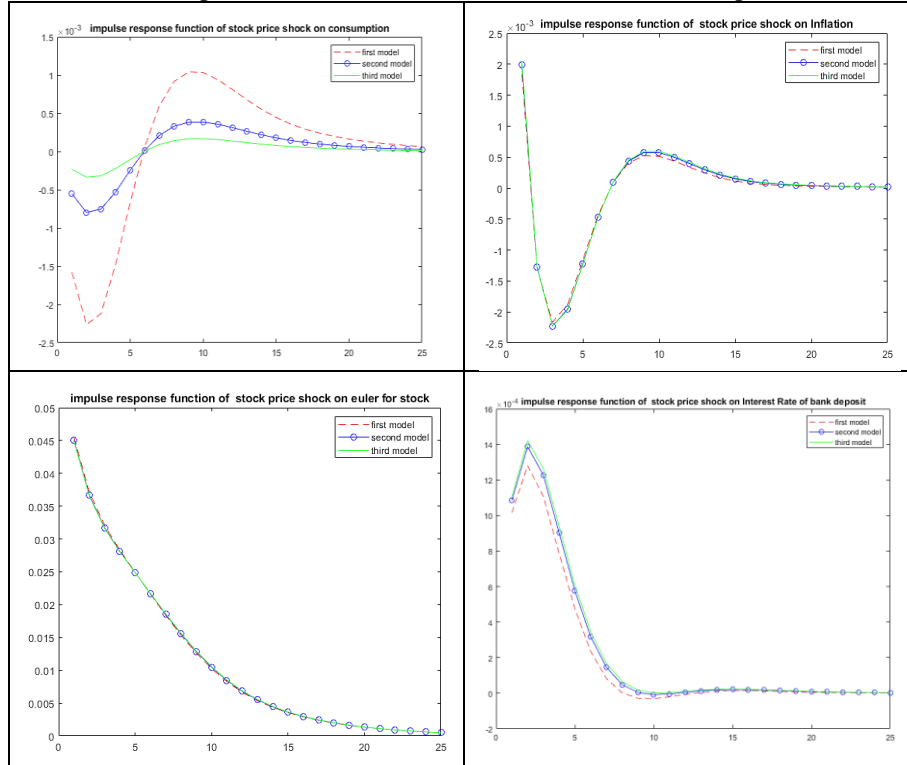 impulse response function of stock price shock on consumption
×10⁻³
first model
second model
third model
1.5
1
0.5
0
-0.5
-1
-1.5
-2
-2.5
0 5 10 15 20 25
impulse response function of stock price shock on Inflation
×10⁻³
first model
second model
third model
2.5
2
1.5
1
0.5
0
-0.5
-1
-1.5
-2
-2.5
0 5 10 15 20 25
impulse response function of stock price shock on euler for stock
first model
second model
third model
0.05
0.045
0.04
0.035
0.03
0.025
0.02
0.015
0.01
0.005
0
0 5 10 15 20 25
impulse response function of stock price shock on Interest Rate of bank deposit
×10⁻⁴
first model
second model
third model
16
14
12
10
8
6
4
2
0
-2
0 5 10 15 20 25